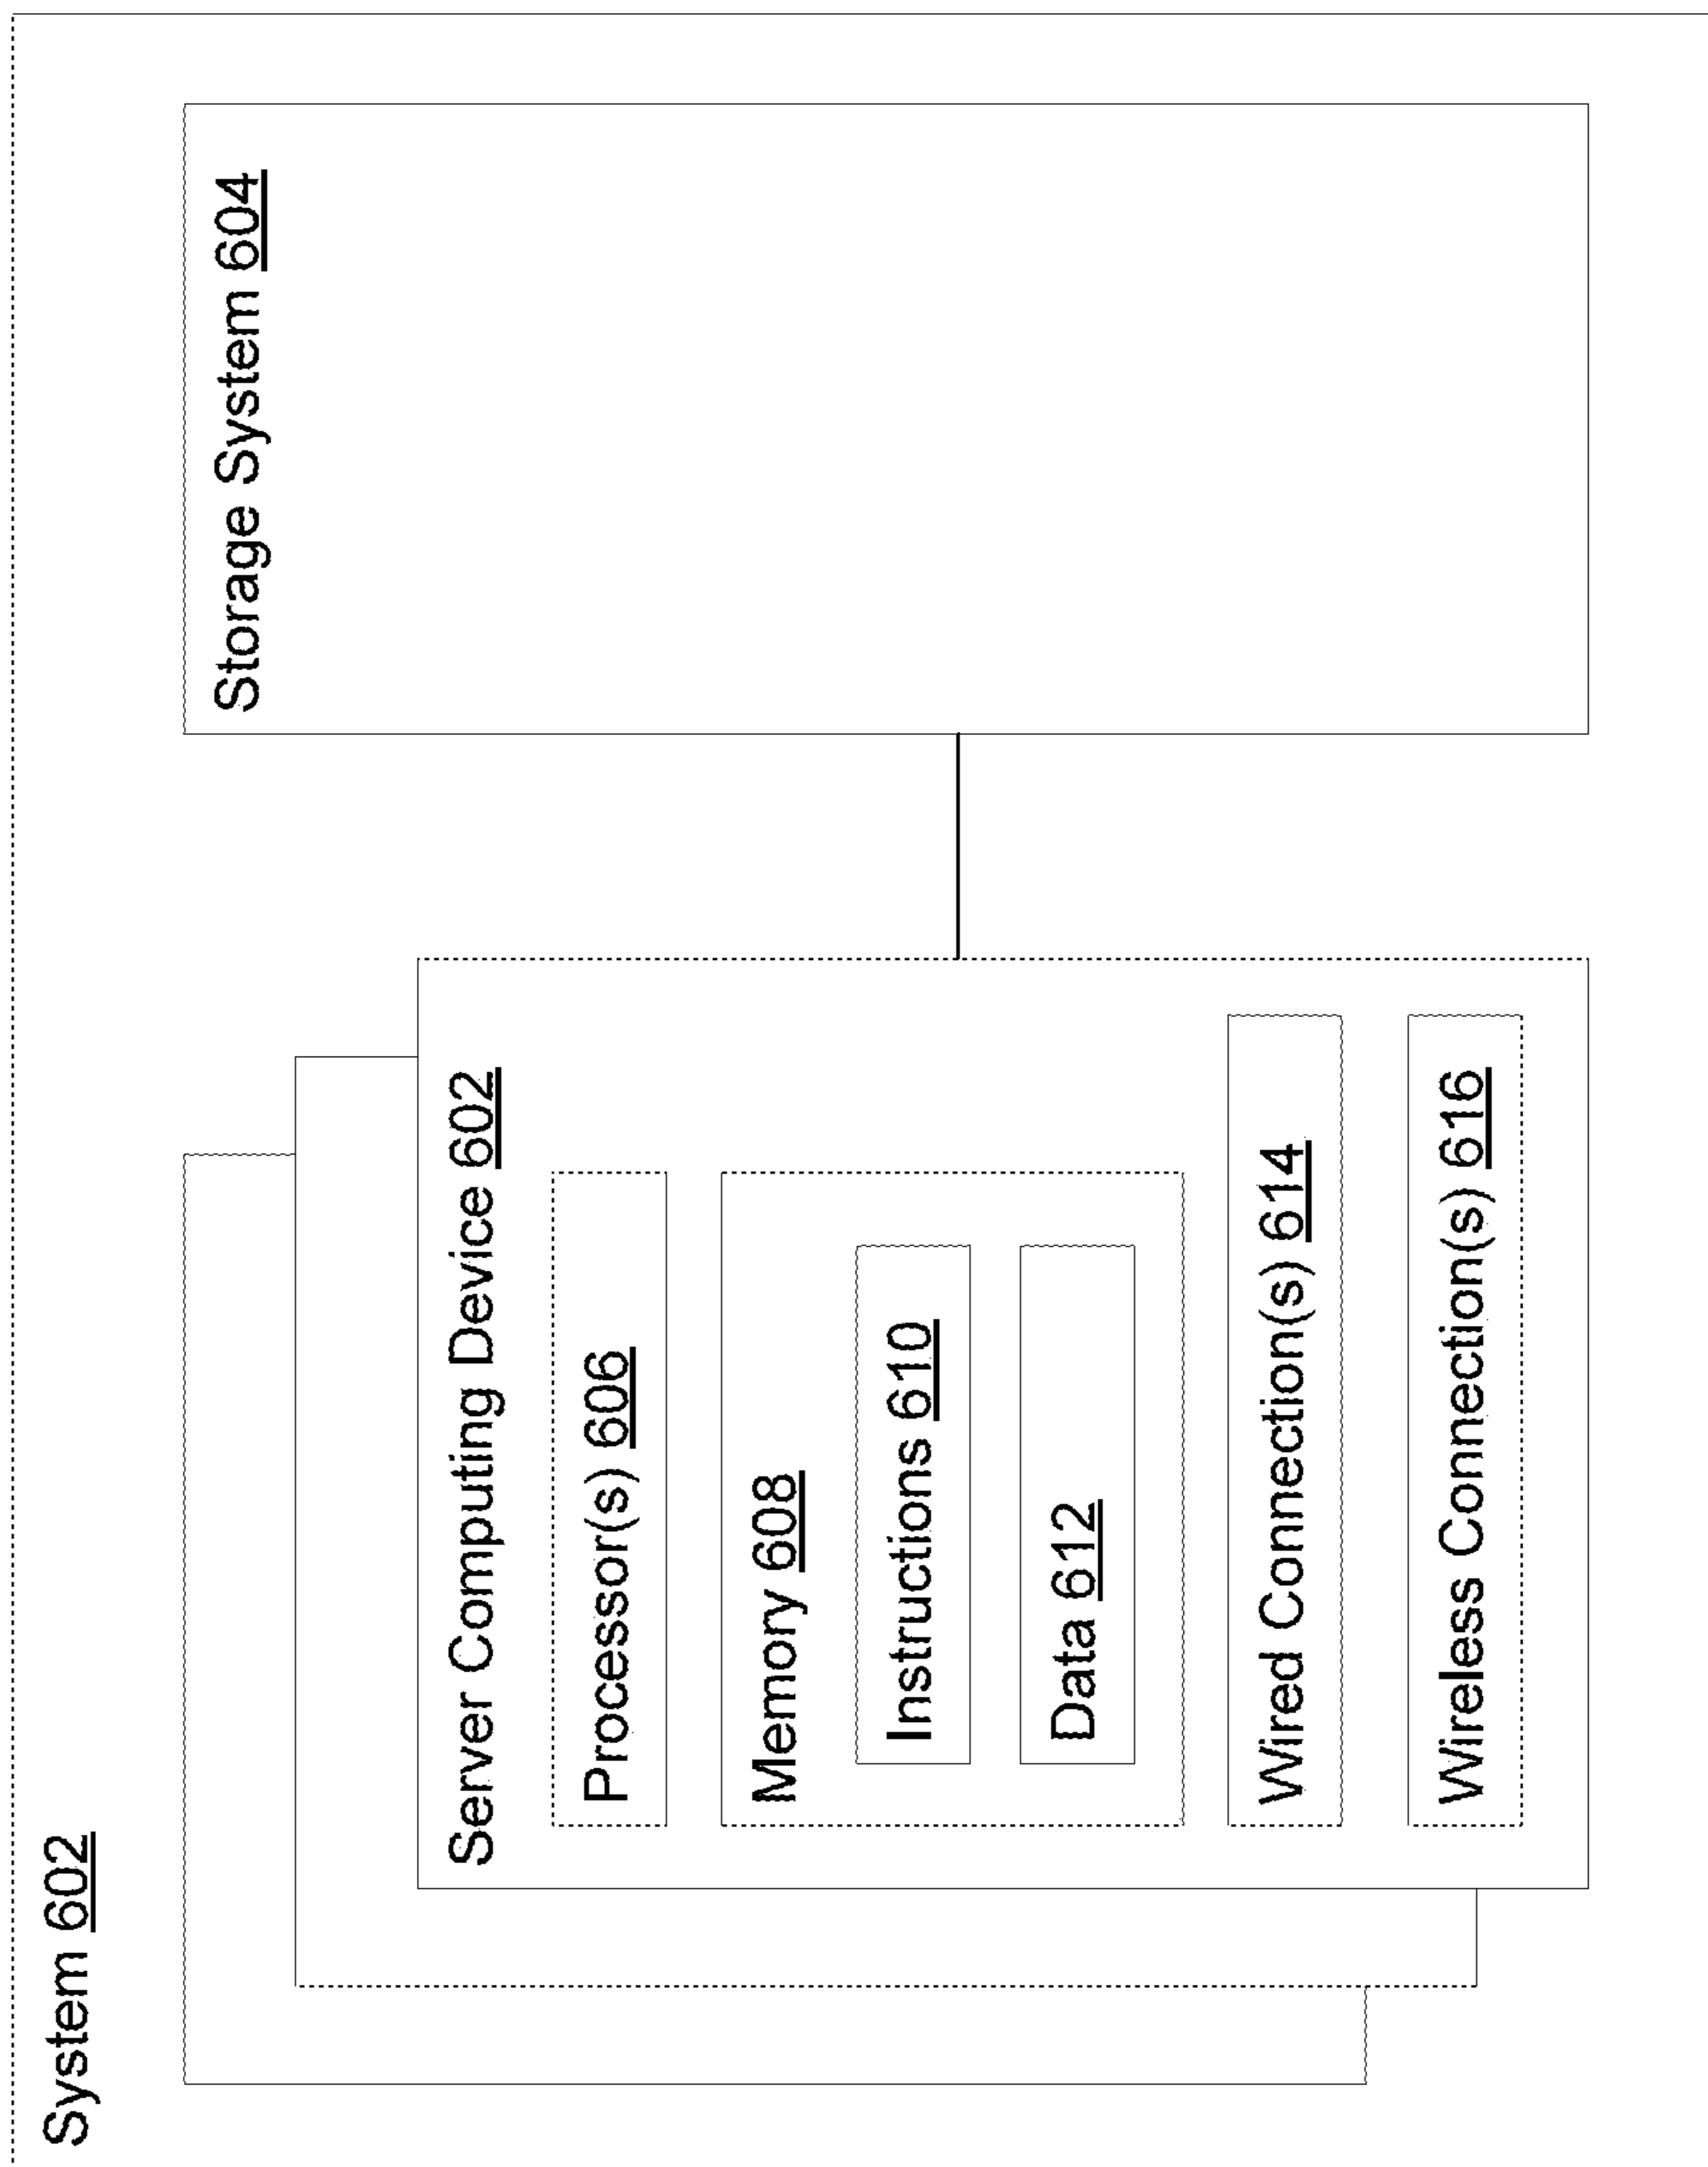 System 602
Server Computing Device 602
Processor(s) 606
Memory 608
Instructions 610
Data 612
Wired Connection(s) 614
Wireless Connection(s) 616
Storage System 604